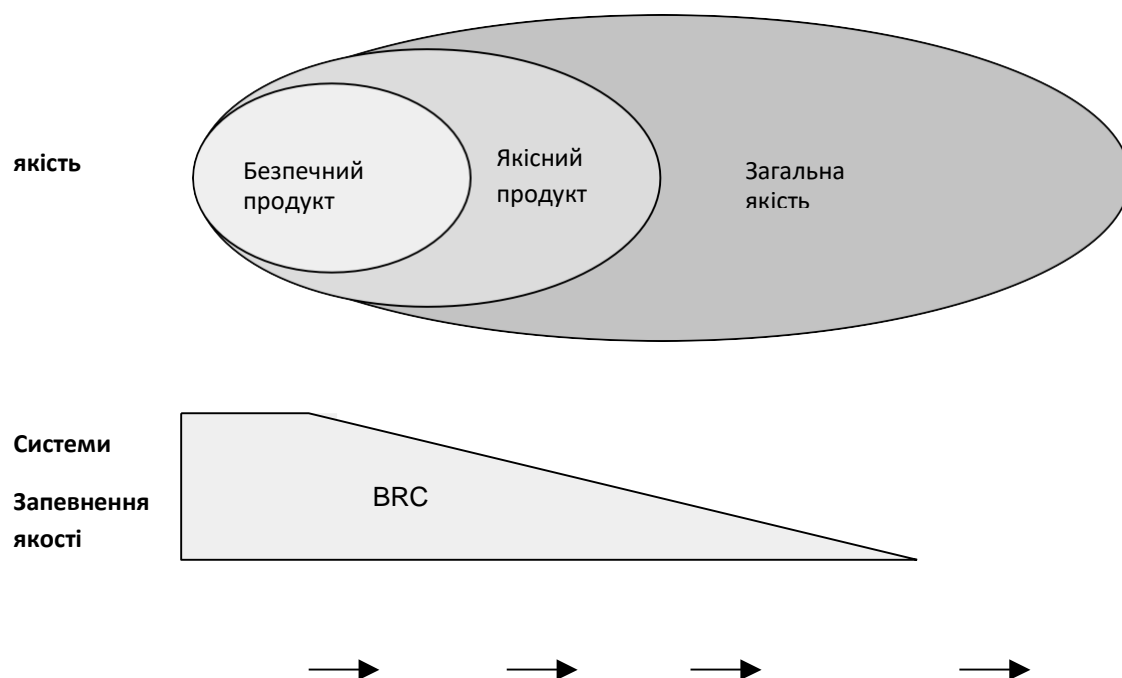 якість
Безпечний
продукт
Якісний
продукт
Загальна
якість
Системи
Запевнення
якості
BRC